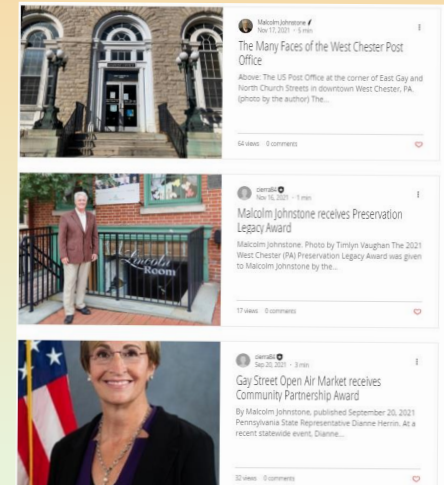 Malcolm Johnstone
Nov 17, 2021 · 5 min
The Many Faces of the West Chester Post
Office
Above: The US Post Office at the corner of East Gay and
North Church Streets in downtown West Chester, PA.
(photo by the author) The...
64 views 0 comments
Lincoln
Room
cierra84
Nov 16, 2021 · 1 min
Malcolm Johnstone receives Preservation
Legacy Award
Malcolm Johnstone. Photo by Timlyn Vaughan The 2021
West Chester (PA) Preservation Legacy Award was given
to Malcolm Johnstone by the...
17 views 0 comments
cierra84
Sep 20, 2021 · 3 min
Gay Street Open Air Market receives
Community Partnership Award
By Malcolm Johnstone, published September 20, 2021
Pennsylvania State Representative Dianne Herrin. At a
recent statewide event, Dianne...
32 views 0 comments